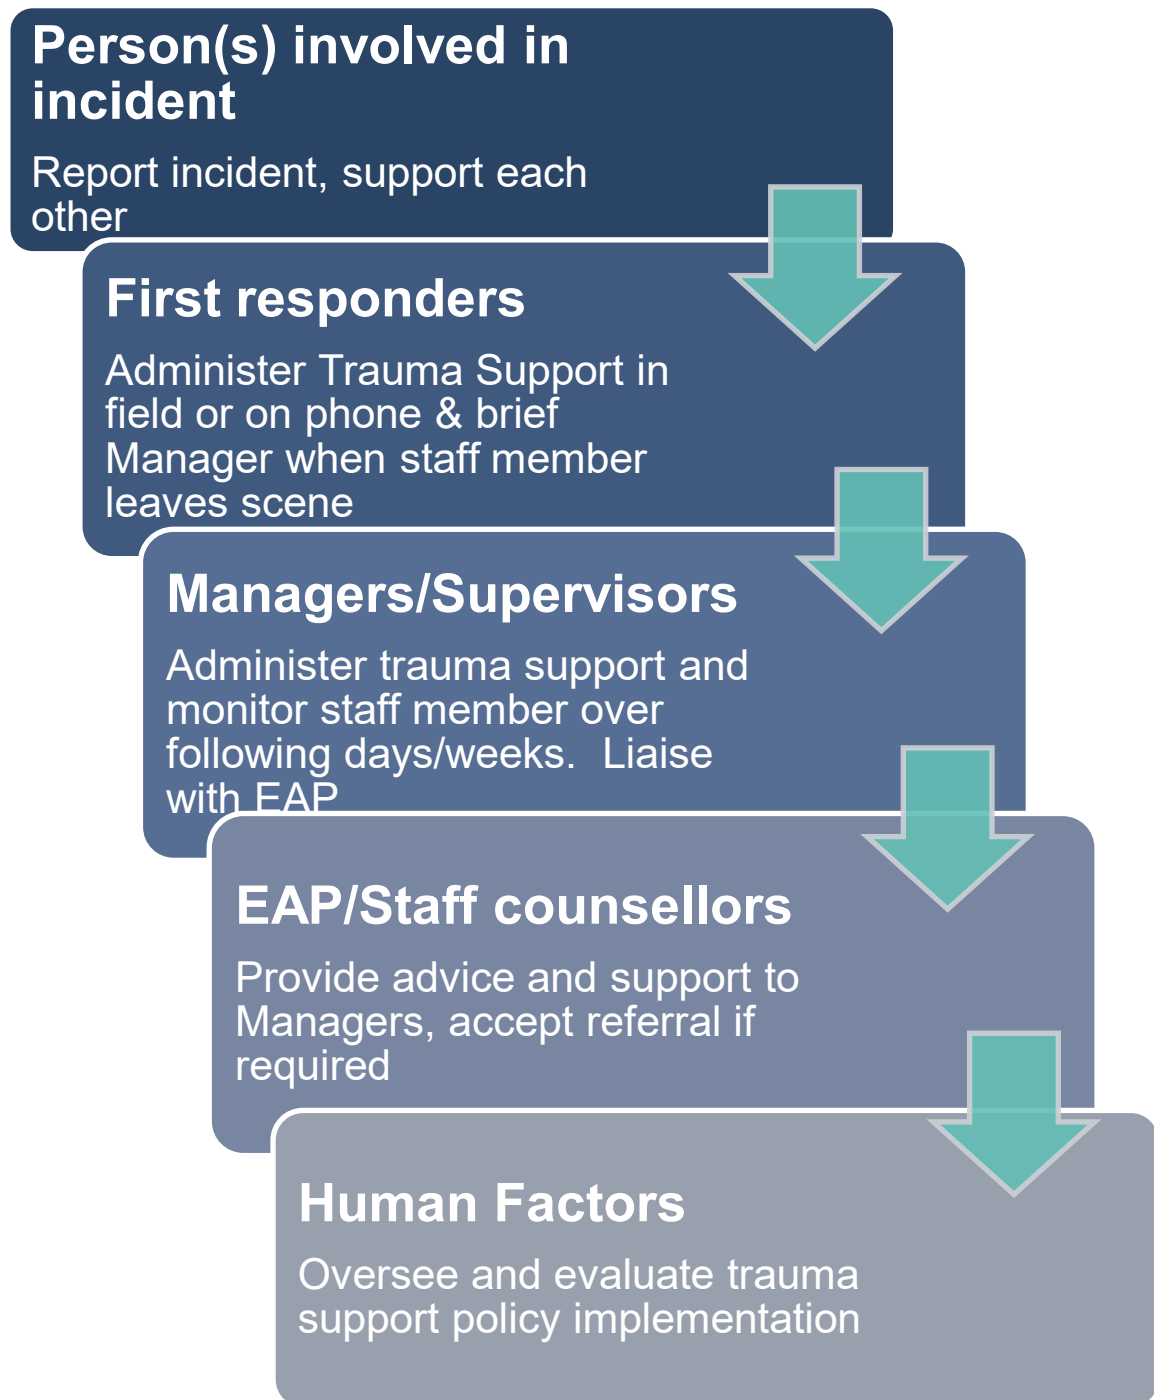 Person(s) involved in
incident
Report incident, support each
other
First responders
Administer Trauma Support in
field or on phone & brief
Manager when staff member
leaves scene
Managers/Supervisors
Administer trauma support and
monitor staff member over
following days/weeks.  Liaise
with EAP
EAP/Staff counsellors
Provide advice and support to
Managers, accept referral if
required
Human Factors
Oversee and evaluate trauma
support policy implementation